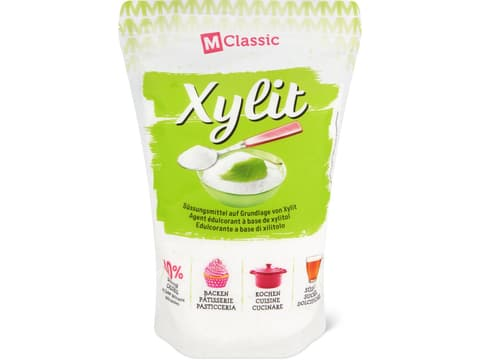 M Classic
Xylit
Süssungsmittel auf Grundlage von Xylit
Agent édulcorant à base de xylitol
Edulcorante a base di xilitolo
BACKEN
PÂTISSERIE
PASTICCERIA
KOCHEN
CUISINE
CUCINARE